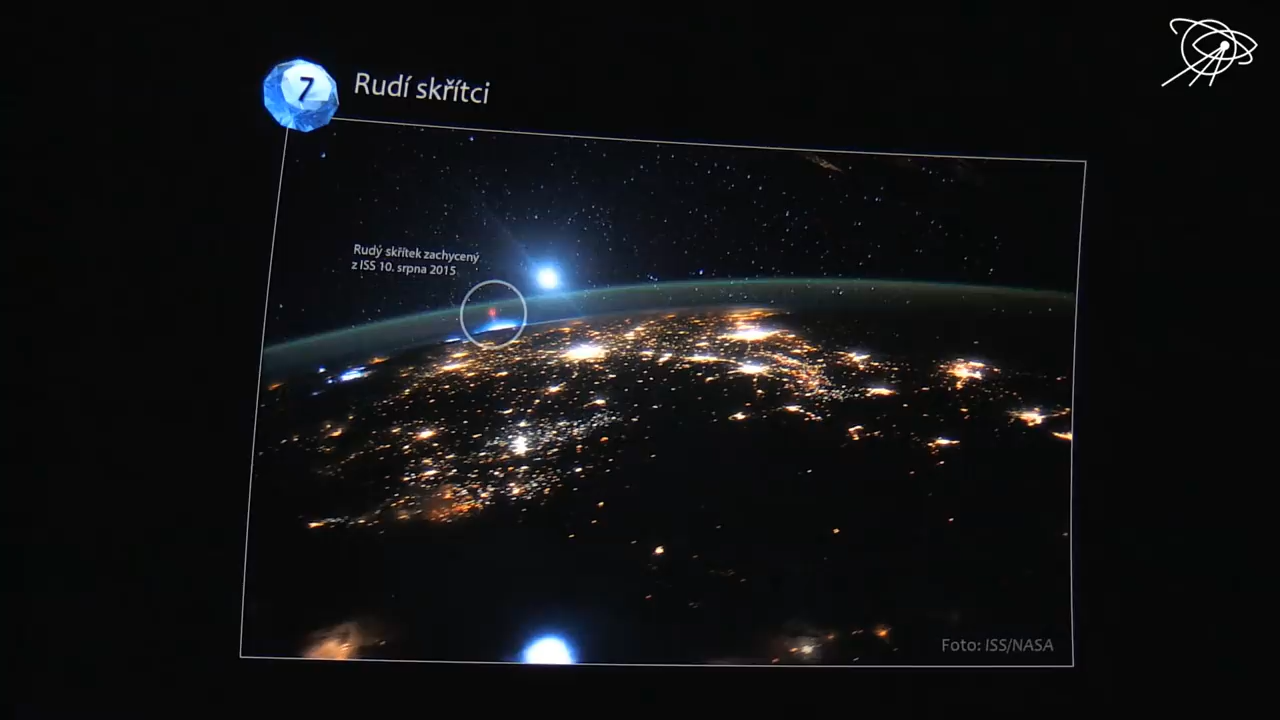 7
Rudí skřítci
Rudý skřítek zachycený
z ISS 10. srpna 2015
Foto: ISS/NASA